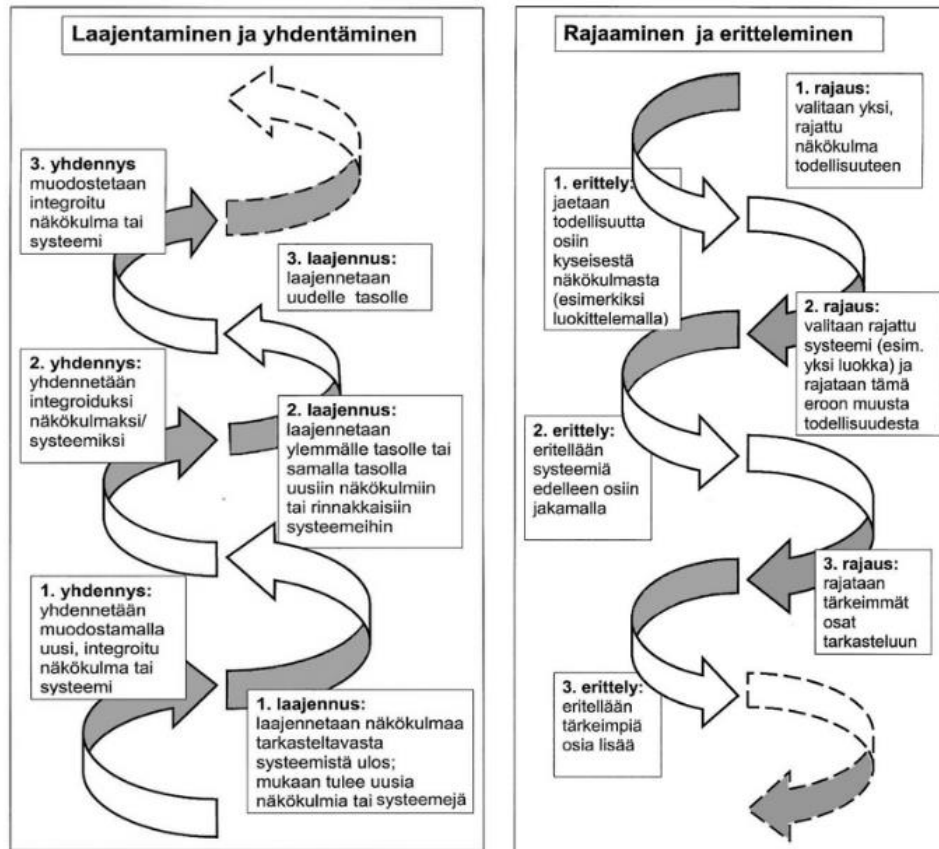 Laajentaminen ja yhdentäminen
3. yhdennys
muodostetaan
integroitu
näkökulma tai
systeemi
3. laajennus:
laajennetaan
uudelle tasolle
2. yhdennys:
yhdennetään
integroiduksi
näkökulmaksi/
systeemiksi
2. laajennus:
laajennetaan
ylemmälle tasolle tai
samalla tasolla
uusiin näkökulmiin
tai rinnakkaisiin
systeemeihin
1. yhdennys:
yhdennetään
muodostamalla
uusi, integroitu
näkökulma tai
systeemi
1. laajennus:
laajennetaan näkökulmaa
tarkasteltavasta
systeemistä ulos;
mukaan tulee uusia
näkökulmia tai systeemejä
Rajaaminen ja eritteleminen
1. rajaus:
valitaan yksi,
rajattu
näkökulma
todellisuuteen
1. erittely:
jaetaan
todellisuutta
osiin
kyseisestä
näkökulmasta
(esimerkiksi
luokittelemalla)
2. rajaus:
valitaan rajattu
systeemi (esim.
yksi luokka) ja
rajataan tämä
eroon muusta
todellisuudesta
2. erittely:
eritellään
systeemiä
edelleen osiin
jakamalla
3. rajaus:
rajataan
tärkeimmät
osat
tarkasteluun
3. erittely:
eritellään
tärkeimpiä
osia lisää